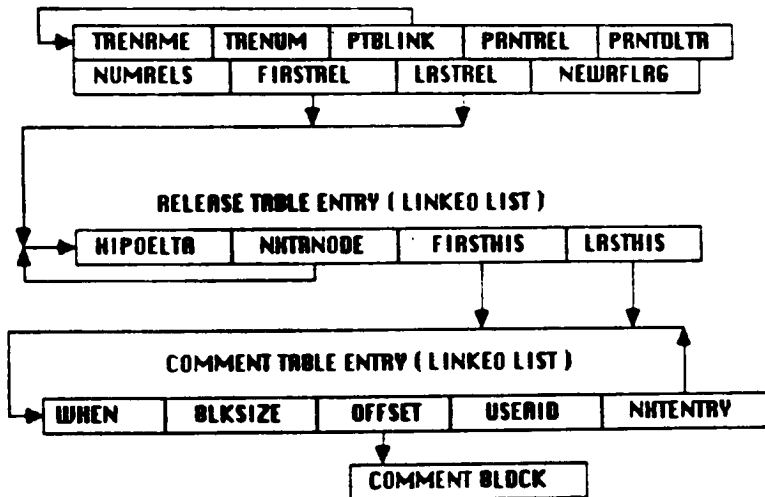 TRENAME TRENUM PTBLINK PRNTREL PRNTDLTA
NUMRELS FIRSTREL LASTREL NEWRFLAG
RELEASE TABLE ENTRY ( LINKED LIST )
HIPDELTA NXTRNODE FIRSTHIS LASTHIS
COMMENT TABLE ENTRY ( LINKED LIST )
WHEN BLKSIZE OFFSET USERID NXTENTRY
COMMENT BLOCK